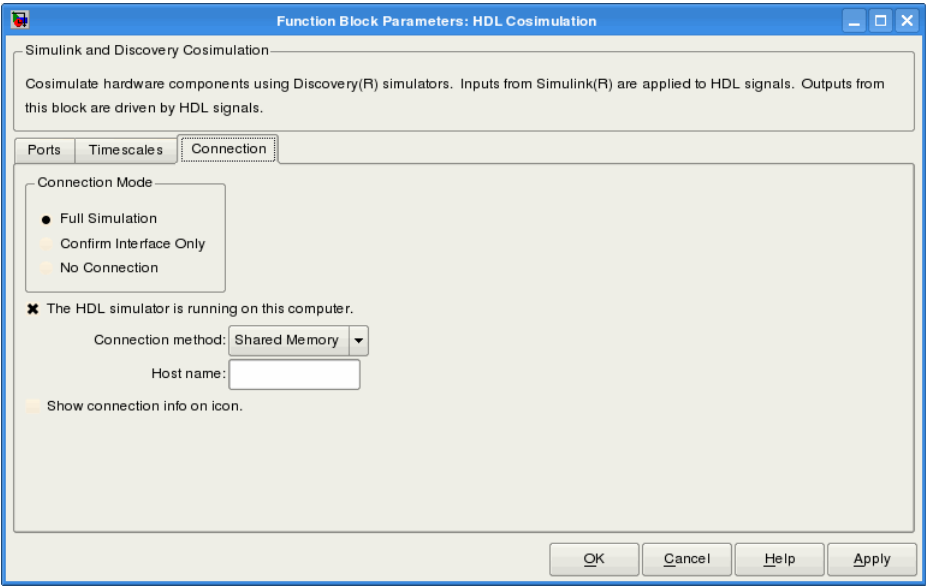 Function Block Parameters: HDL Cosimulation
Simulink and Discovery Cosimulation
Cosimulate hardware components using Discovery(R) simulators. Inputs from Simulink(R) are applied to HDL signals. Outputs from
this block are driven by HDL signals.
Ports Timescales Connection
Connection Mode
Full Simulation
Confirm Interface Only
No Connection
The HDL simulator is running on this computer.
Connection method: Shared Memory
Host name:
Show connection info on icon.
OK Cancel Help Apply